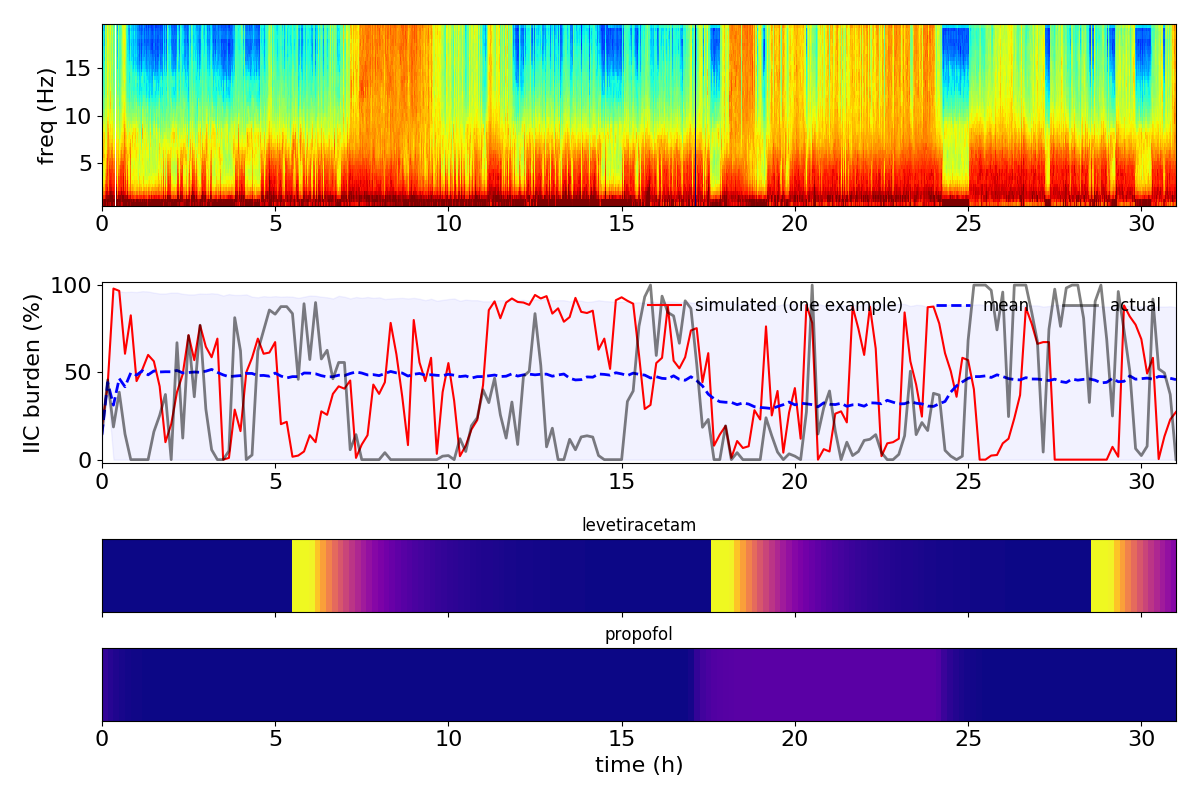 freq (Hz)
15
10
5
0 5 10 15 20 25 30
IIC burden (%)
100
50
0
simulated (one example) mean actual
0 5 10 15 20 25 30
levetiracetam
propofol
0 5 10 15 20 25 30
time (h)